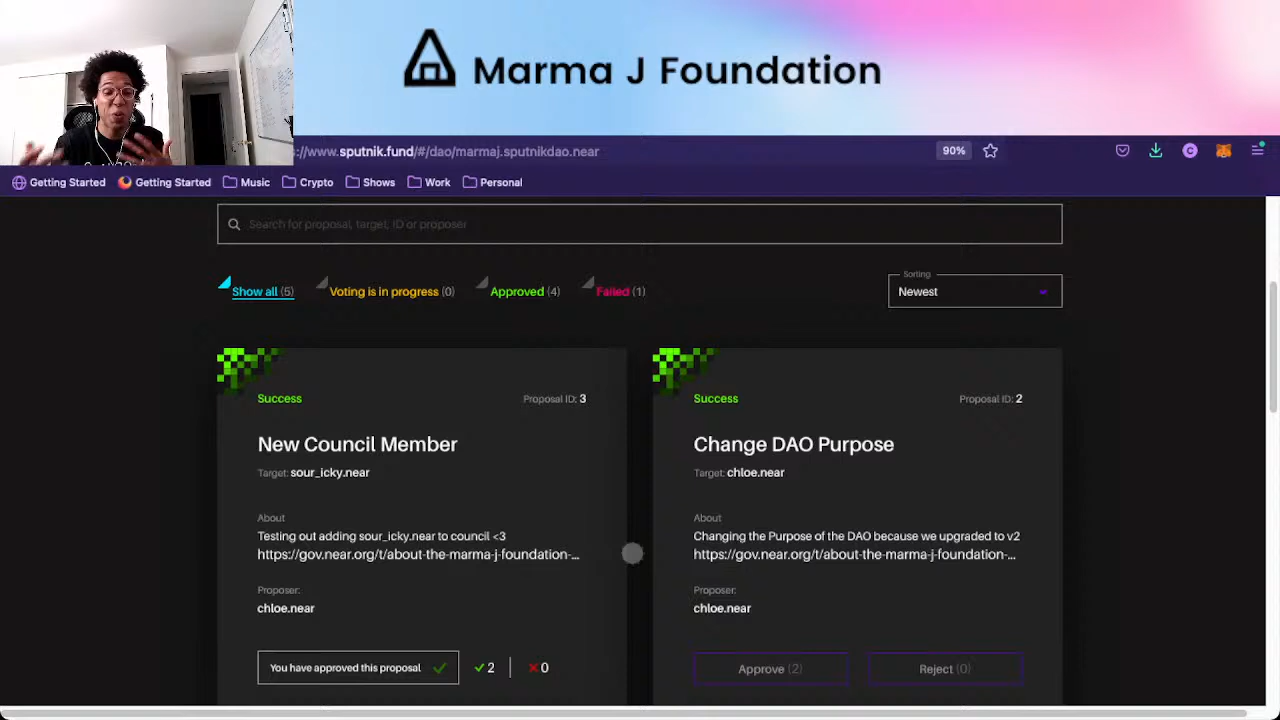 Marma J Foundation
://www.sputnik.fund/#/dao/marmaj.sputnikdao.near
90%
Getting Started
Getting Started
Music
Crypto
Shows
Work
Personal
Search for proposal, target, ID or proposer
Show all (5)
Voting is in progress (0)
Approved (4)
Failed (1)
Sorting
Newest
Success
Proposal ID: 3
New Council Member
Target: sour_icky.near
About
Testing out adding sour_icky.near to council <3
https://gov.near.org/t/about-the-marma-j-foundation-...
Proposer:
chloe.near
You have approved this proposal
2
0
Success
Proposal ID: 2
Change DAO Purpose
Target: chloe.near
About
Changing the Purpose of the DAO because we upgraded to v2
https://gov.near.org/t/about-the-marma-j-foundation-...
Proposer:
chloe.near
Approve (2)
Reject (0)